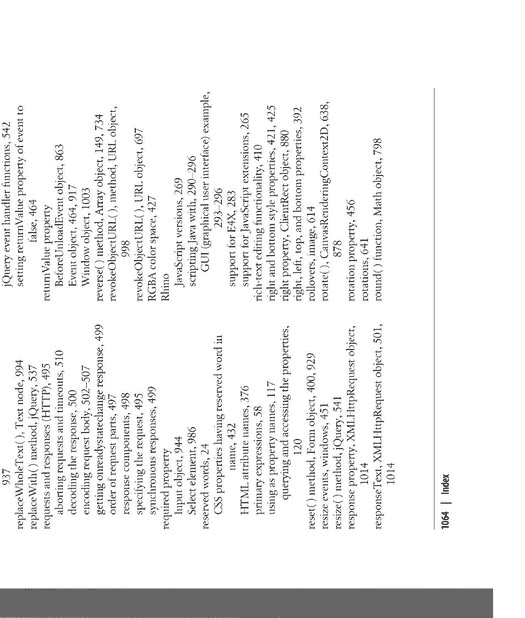 937
replaceWholeText(), Text node, 994
replaceWith() method, jQuery, 537
requests and responses (HTTP), 495
aborting requests and timeouts, 510
decoding the response, 500
encoding request body, 502–507
getting onreadystatechange response, 499
order of request parts, 497
response components, 498
specifying the request, 495
synchronous responses, 499
required property
Input object, 944
Select element, 986
reserved words, 24
CSS properties having reserved word in
name, 432
HTML attribute names, 376
primary expressions, 58
using as property names, 117
querying and accessing the properties,
120
reset() method, Form object, 400, 929
resize events, windows, 451
resize() method, jQuery, 541
response property, XMLHttpRequest object,
1014
responseText, XMLHttpRequest object, 501,
1014
jQuery event handler functions, 542
setting returnValue property of event to
false, 464
returnValue property
BeforeUnloadEvent object, 863
Event object, 464, 917
Window object, 1003
reverse() method, Array object, 149, 734
revokeObjectURL(), method, URL object,
998
revokeObjectURL(), URL object, 697
RGBA color space, 427
Rhino
JavaScript versions, 269
scripting Java with, 290–296
GUI (graphical user interface) example,
293–296
support for E4X, 283
support for JavaScript extensions, 265
rich-text editing functionality, 410
right and bottom style properties, 421, 425
right property, ClientRect object, 880
right, left, top, and bottom properties, 392
rollovers, image, 614
rotate(), CanvasRenderingContext2D, 638,
878
rotation property, 456
rotations, 641
round() function, Math object, 798
1064 | Index